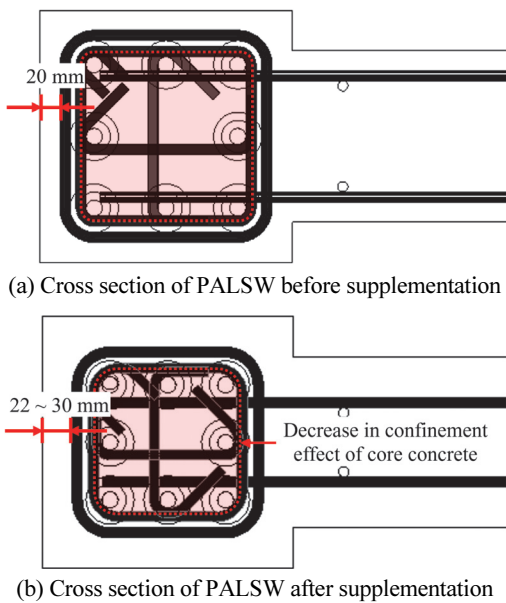 20 mm
(a) Cross section of PALSW before supplementation
22 ~ 30 mm
Decrease in confinement
effect of core concrete
(b) Cross section of PALSW after supplementation